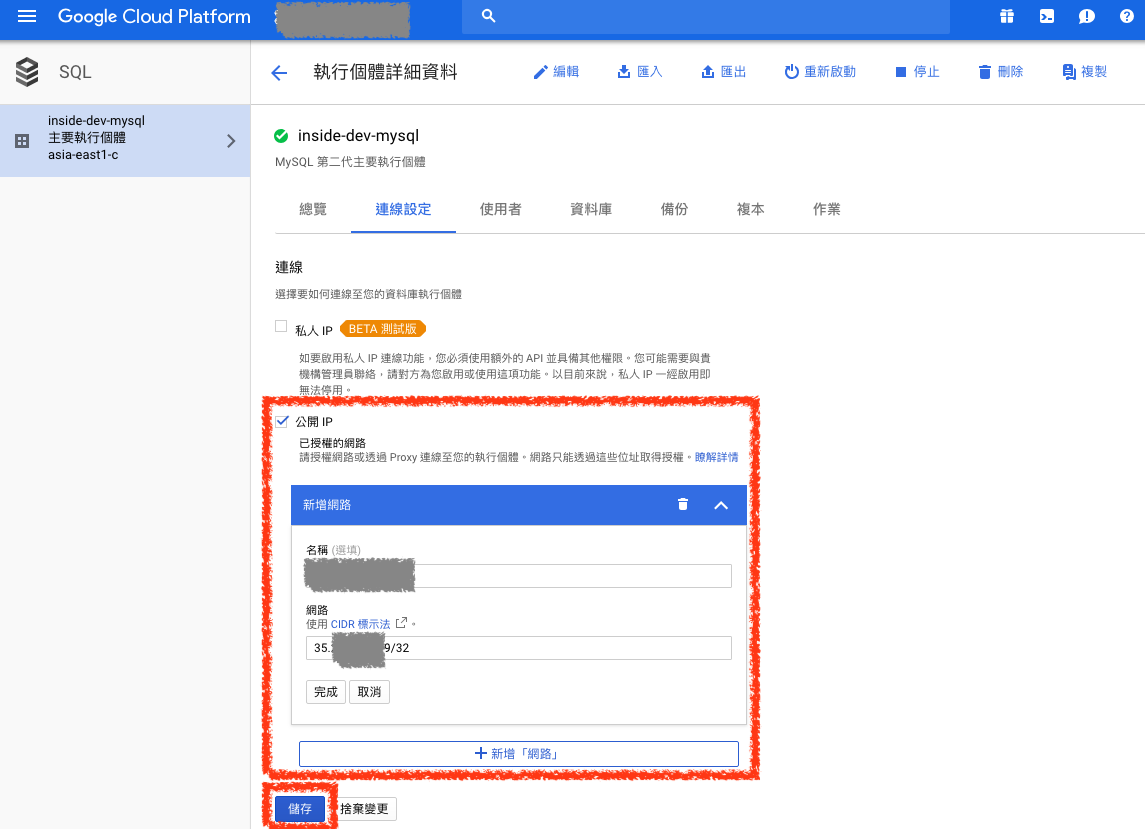 Google Cloud Platform
SQL
執行個體詳細資料
編輯
匯入
匯出
重新啟動
停止
刪除
複製
inside-dev-mysql
主要執行個體
asia-east1-c
inside-dev-mysql
MySQL 第二代主要執行個體
總覽
連線設定
使用者
資料庫
備份
複本
作業
連線
選擇要如何連線至您的資料庫執行個體
私人 IP BETA 測試版
如要啟用私人 IP 連線功能，您必須使用額外的 API 並具備其他權限。您可能需要與貴
機構管理員聯絡，請對方為您啟用或使用這項功能。以目前來說，私人 IP 一經啟用即
無法停用。
公開 IP
已授權的網路
請授權網路或透過 Proxy 連線至您的執行個體。網路只能透過這些位址取得授權。瞭解詳情
新增網路
名稱 (選填)
網路
使用 CIDR 標示法 。
35. 9/32
完成
取消
新增「網路」
儲存
捨棄變更